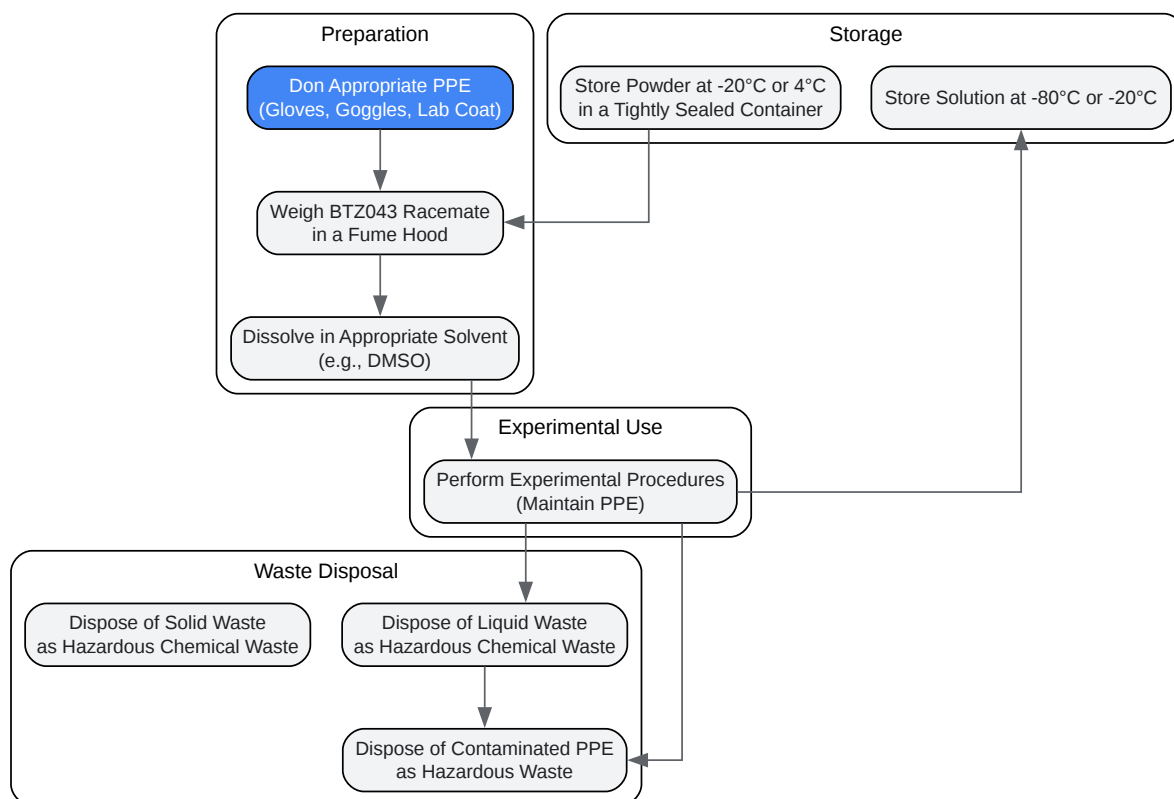 Preparation
Don Appropriate PPE
(Gloves, Goggles, Lab Coat)
Weigh BTZ043 Racemate
in a Fume Hood
Dissolve in Appropriate Solvent
(e.g., DMSO)
Storage
Store Powder at -20°C or 4°C
in a Tightly Sealed Container
Store Solution at -80°C or -20°C
Experimental Use
Perform Experimental Procedures
(Maintain PPE)
Waste Disposal
Dispose of Solid Waste
as Hazardous Chemical Waste
Dispose of Liquid Waste
as Hazardous Chemical Waste
Dispose of Contaminated PPE
as Hazardous Waste